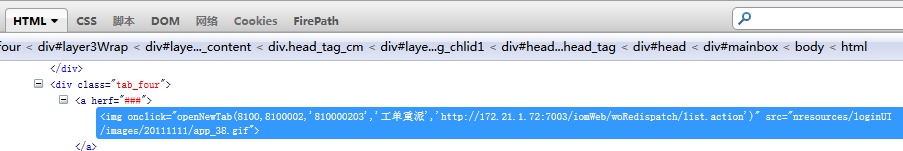 HTML CSS 脚本 DOM 网络 Cookies FirePath
four < div#layer3Wrap < div#laye..._content < div.head_tag_cm < div#laye...g_chlid1 < div#head...head_tag < div#head < div#mainbox < body < html
</div>
<div class="tab_four">
<a herf="###">
<img onclick="openNewTab(8100,8100002,'810000203','工单重派','http://172.21.1.72:7003/iomWeb/woRedispatch/list.action')" src="nresources/loginUI
/images/20111111/app_38.gif">
</a>